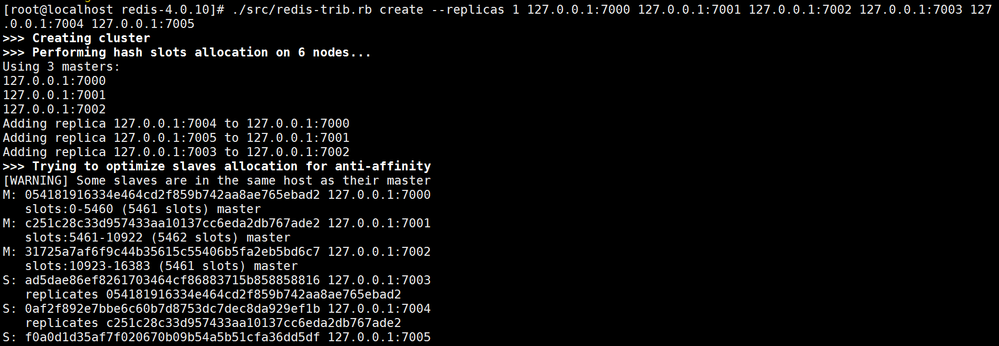 [root@localhost redis-4.0.10]# ./src/redis-trib.rb create --replicas 1 127.0.0.1:7000 127.0.0.1:7001 127.0.0.1:7002 127.0.0.1:7003 127
.0.0.1:7004 127.0.0.1:7005
>>> Creating cluster
>>> Performing hash slots allocation on 6 nodes...
Using 3 masters:
127.0.0.1:7000
127.0.0.1:7001
127.0.0.1:7002
Adding replica 127.0.0.1:7004 to 127.0.0.1:7000
Adding replica 127.0.0.1:7005 to 127.0.0.1:7001
Adding replica 127.0.0.1:7003 to 127.0.0.1:7002
>>> Trying to optimize slaves allocation for anti-affinity
[WARNING] Some slaves are in the same host as their master
M: 054181916334e464cd2f859b742aa8ae765ebad2 127.0.0.1:7000
   slots:0-5460 (5461 slots) master
M: c251c28c33d957433aa10137cc6eda2db767ade2 127.0.0.1:7001
   slots:5461-10922 (5462 slots) master
M: 31725a7af6f9c44b35615c55406b5fa2eb5bd6c7 127.0.0.1:7002
   slots:10923-16383 (5461 slots) master
S: ad5dae86ef8261703464cf86883715b858858816 127.0.0.1:7003
   replicates 054181916334e464cd2f859b742aa8ae765ebad2
S: 0af2f892e7bbe6c60b7d8753dc7dec8da929ef1b 127.0.0.1:7004
   replicates c251c28c33d957433aa10137cc6eda2db767ade2
S: f0a0d1d35af7f020670b09b54a5b51cfa36dd5df 127.0.0.1:7005